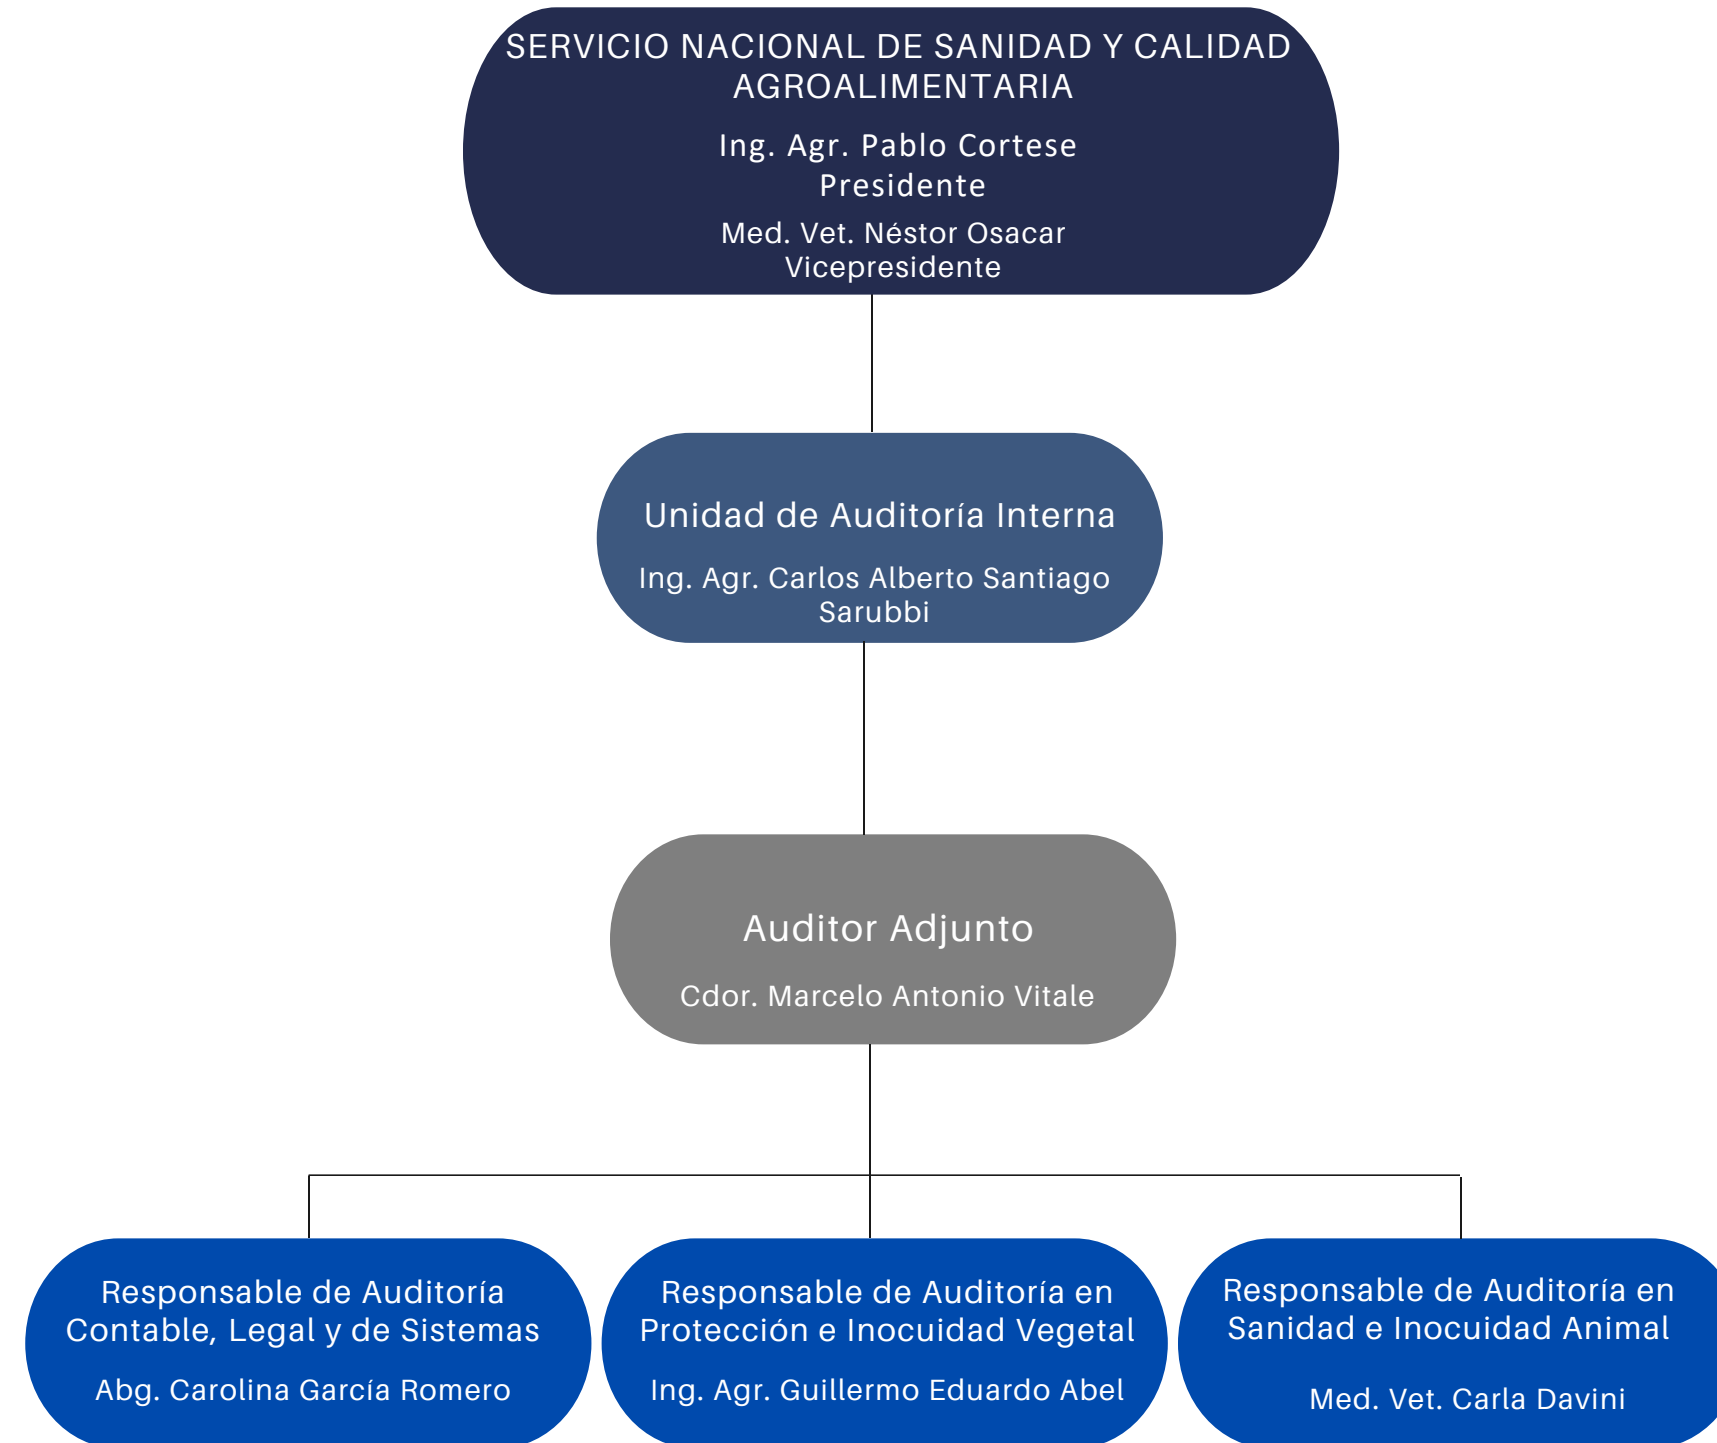 SERVICIO NACIONAL DE SANIDAD Y CALIDAD
AGROALIMENTARIA
Ing. Agr. Pablo Cortese
Presidente
Med. Vet. Néstor Osacar
Vicepresidente
Unidad de Auditoría Interna
Ing. Agr. Carlos Alberto Santiago
Sarubbi
Auditor Adjunto
Cdor. Marcelo Antonio Vitale
Responsable de Auditoría
Contable, Legal y de Sistemas
Abg. Carolina García Romero
Responsable de Auditoría en
Protección e Inocuidad Vegetal
Ing. Agr. Guillermo Eduardo Abel
Responsable de Auditoría en
Sanidad e Inocuidad Animal
Med. Vet. Carla Davini